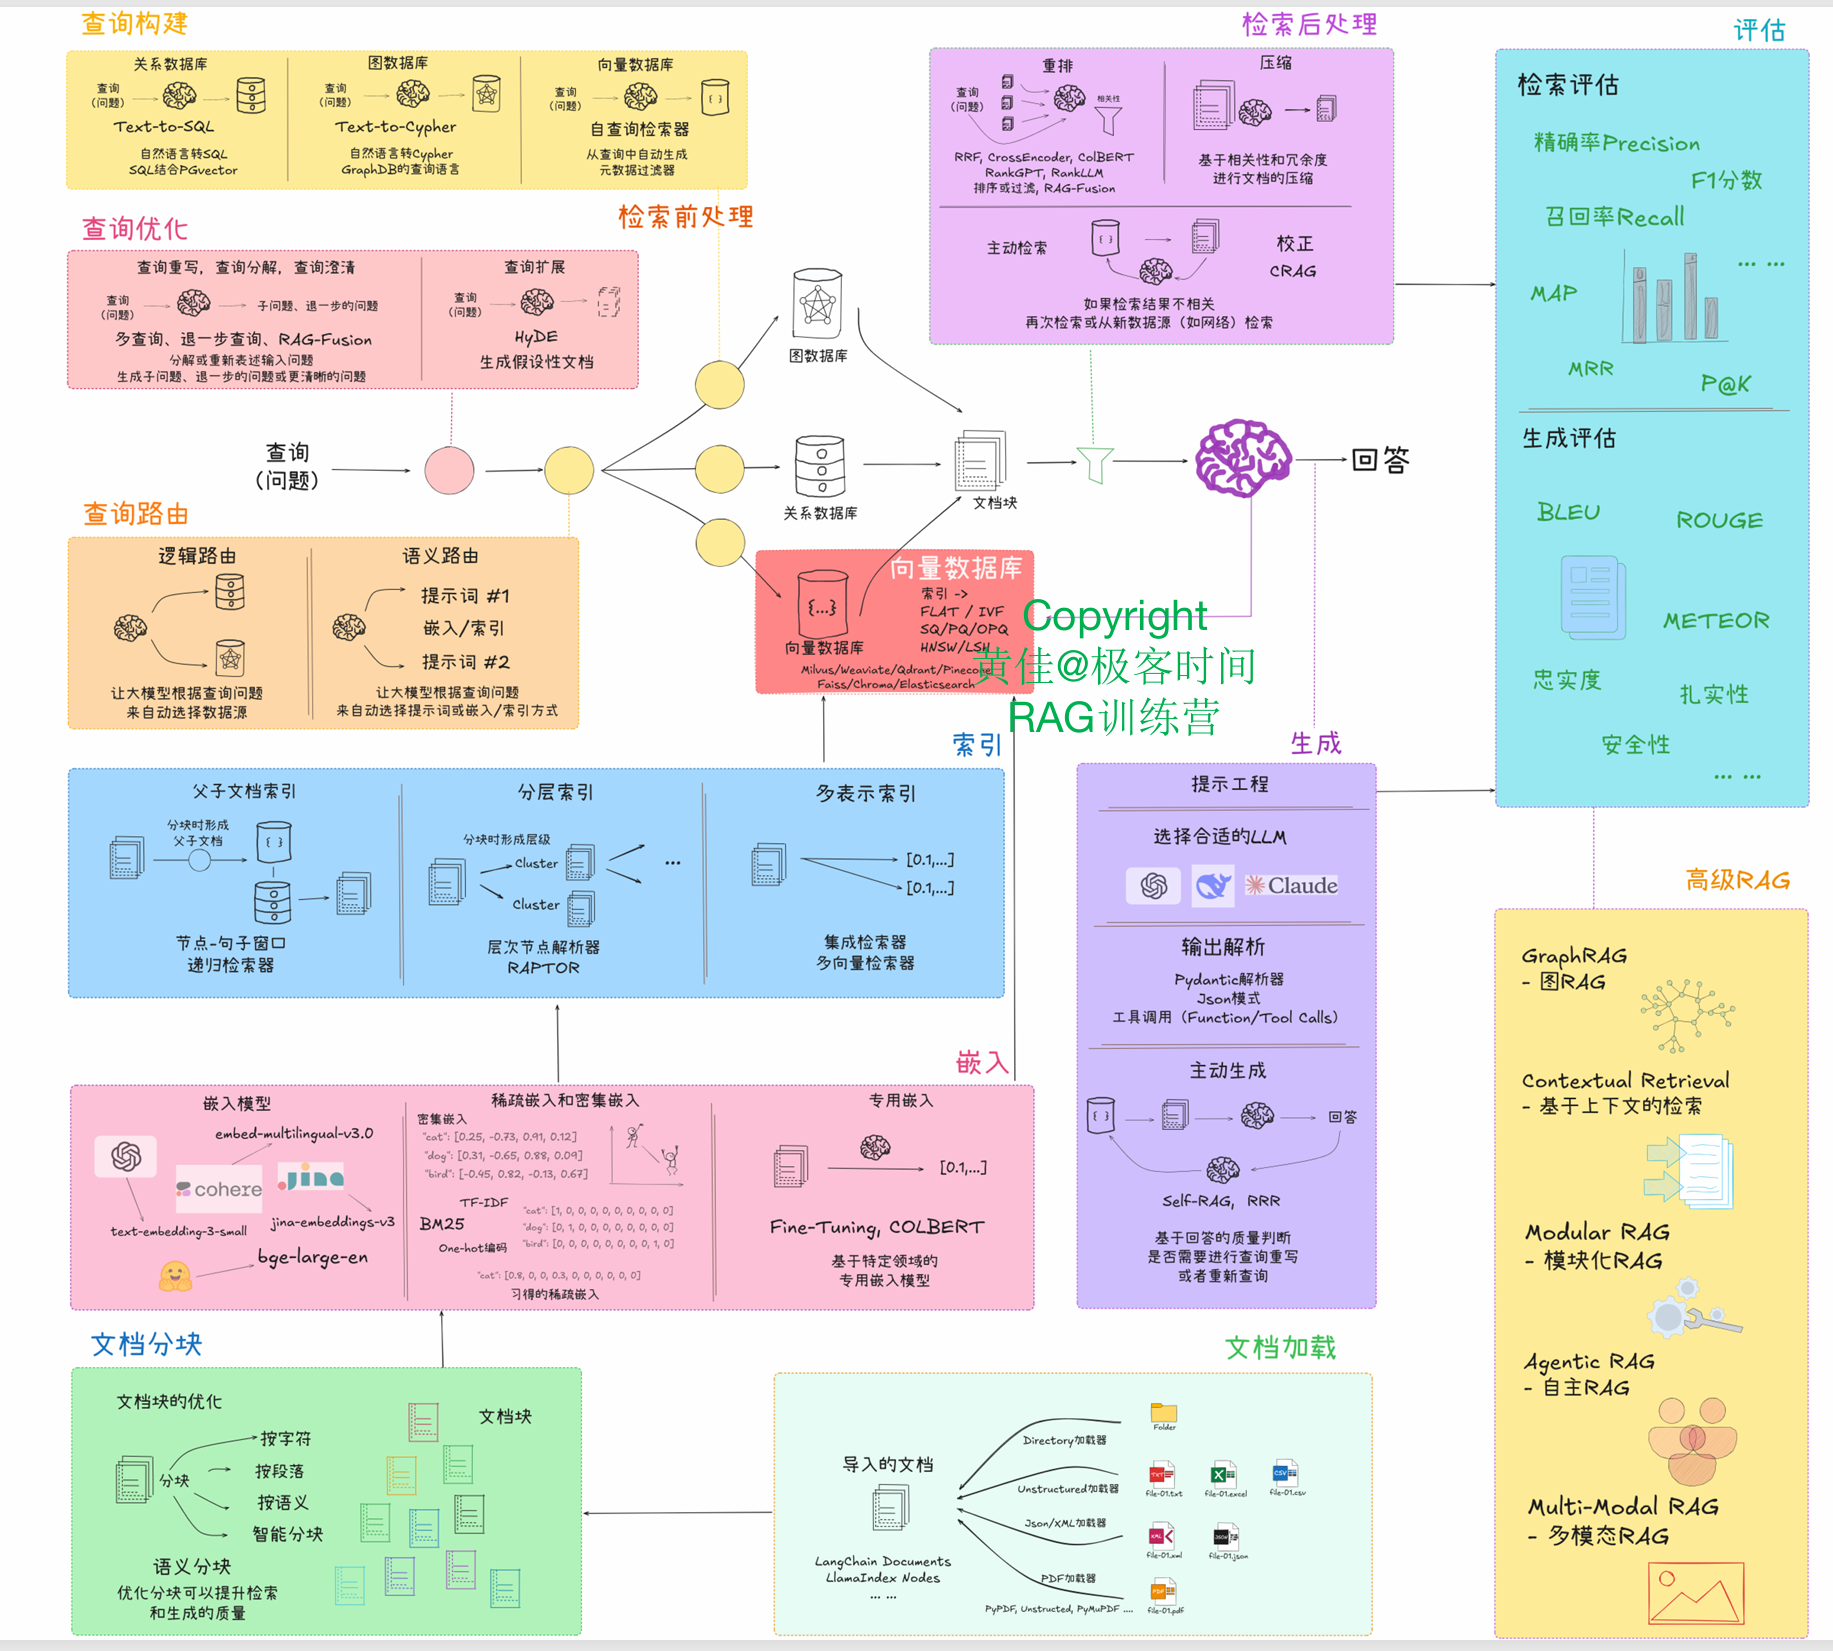 查询构建
关系数据库
查询
(问题)
Text-to-SQL
自然语言转SQL
SQL结合PGvector
图数据库
查询
(问题)
Text-to-Cypher
自然语言转Cypher
GraphDB的查询语言
向量数据库
查询
(问题)
{ }
自查询检索器
从查询中自动生成
元数据过滤器
检索前处理
查询优化
查询重写，查询分解，查询澄清
查询
(问题)
子问题、退一步的问题
多查询、退一步查询、RAG-Fusion
分解或重新表述输入问题
生成子问题、退一步的问题或更清晰的问题
查询扩展
查询
(问题)
HyDE
生成假设性文档
查询
(问题)
图数据库
关系数据库
文档块
回答
查询路由
逻辑路由
让大模型根据查询问题
来自动选择数据源
语义路由
提示词 #1
嵌入/索引
提示词 #2
让大模型根据查询问题
来自动选择提示词或嵌入/索引方式
向量数据库
{...}
向量数据库
索引 ->
FLAT / IVF
SQ/PQ/OPQ
HNSW/LSH
Milvus/Weaviate/Qdrant/Pinecone
Faiss/Chroma/Elasticsearch
Copyright
黄佳@极客时间
RAG训练营
检索后处理
重排
查询
(问题)
相关性
RRF, CrossEncoder, ColBERT
RankGPT, RankLLM
排序或过滤, RAG-Fusion
压缩
基于相关性和冗余度
进行文档的压缩
主动检索
{ }
校正
CRAG
如果检索结果不相关
再次检索或从新数据源（如网络）检索
评估
检索评估
精确率Precision
F1分数
召回率Recall
... ...
MAP
MRR
P@K
生成评估
BLEU
ROUGE
METEOR
忠实度
扎实性
安全性
... ...
索引
父子文档索引
分块时形成
父子文档
{ }
节点-句子窗口
递归检索器
分层索引
分块时形成层级
Cluster
...
Cluster
层次节点解析器
RAPTOR
多表示索引
[0.1,...]
[0.1,...]
集成检索器
多向量检索器
生成
提示工程
选择合适的LLM
Claude
输出解析
Pydantic解析器
Json模式
工具调用（Function/Tool Calls）
主动生成
{ }
回答
Self-RAG, RRR
基于回答的质量判断
是否需要进行查询重写
或者重新查询
高级RAG
GraphRAG
- 图RAG
Contextual Retrieval
- 基于上下文的检索
Modular RAG
- 模块化RAG
Agentic RAG
- 自主RAG
Multi-Modal RAG
- 多模态RAG
嵌入
嵌入模型
embed-multilingual-v3.0
cohere
jina
text-embedding-3-small
jina-embeddings-v3
bge-large-en
稀疏嵌入和密集嵌入
密集嵌入
"cat": [0.25, -0.73, 0.91, 0.12]
"dog": [0.31, -0.65, 0.88, 0.09]
"bird": [-0.45, 0.82, -0.13, 0.67]
TF-IDF
BM25
One-hot编码
"cat": [1, 0, 0, 0, 0, 0, 0, 0, 0, 0]
"dog": [0, 1, 0, 0, 0, 0, 0, 0, 0, 0]
"bird": [0, 0, 0, 0, 0, 0, 0, 0, 1, 0]
"cat": [0.8, 0, 0, 0.3, 0, 0, 0, 0, 0, 0]
习得的稀疏嵌入
专用嵌入
[0.1,...]
Fine-Tuning, COLBERT
基于特定领域的
专用嵌入模型
文档分块
文档块的优化
文档块
分块
按字符
按段落
按语义
智能分块
语义分块
优化分块可以提升检索
和生成的质量
文档加载
导入的文档
LangChain Documents
LlamaIndex Nodes
... ...
Directory加载器
Folder
Unstructured加载器
TXT
file-01.txt
file-01.excel
CSV
file-01.csv
Json/XML加载器
XML
file-01.xml
JSON
file-01.json
PDF加载器
PDF
file-01.pdf
PyPDF, Unstructed, PyMuPDF ....